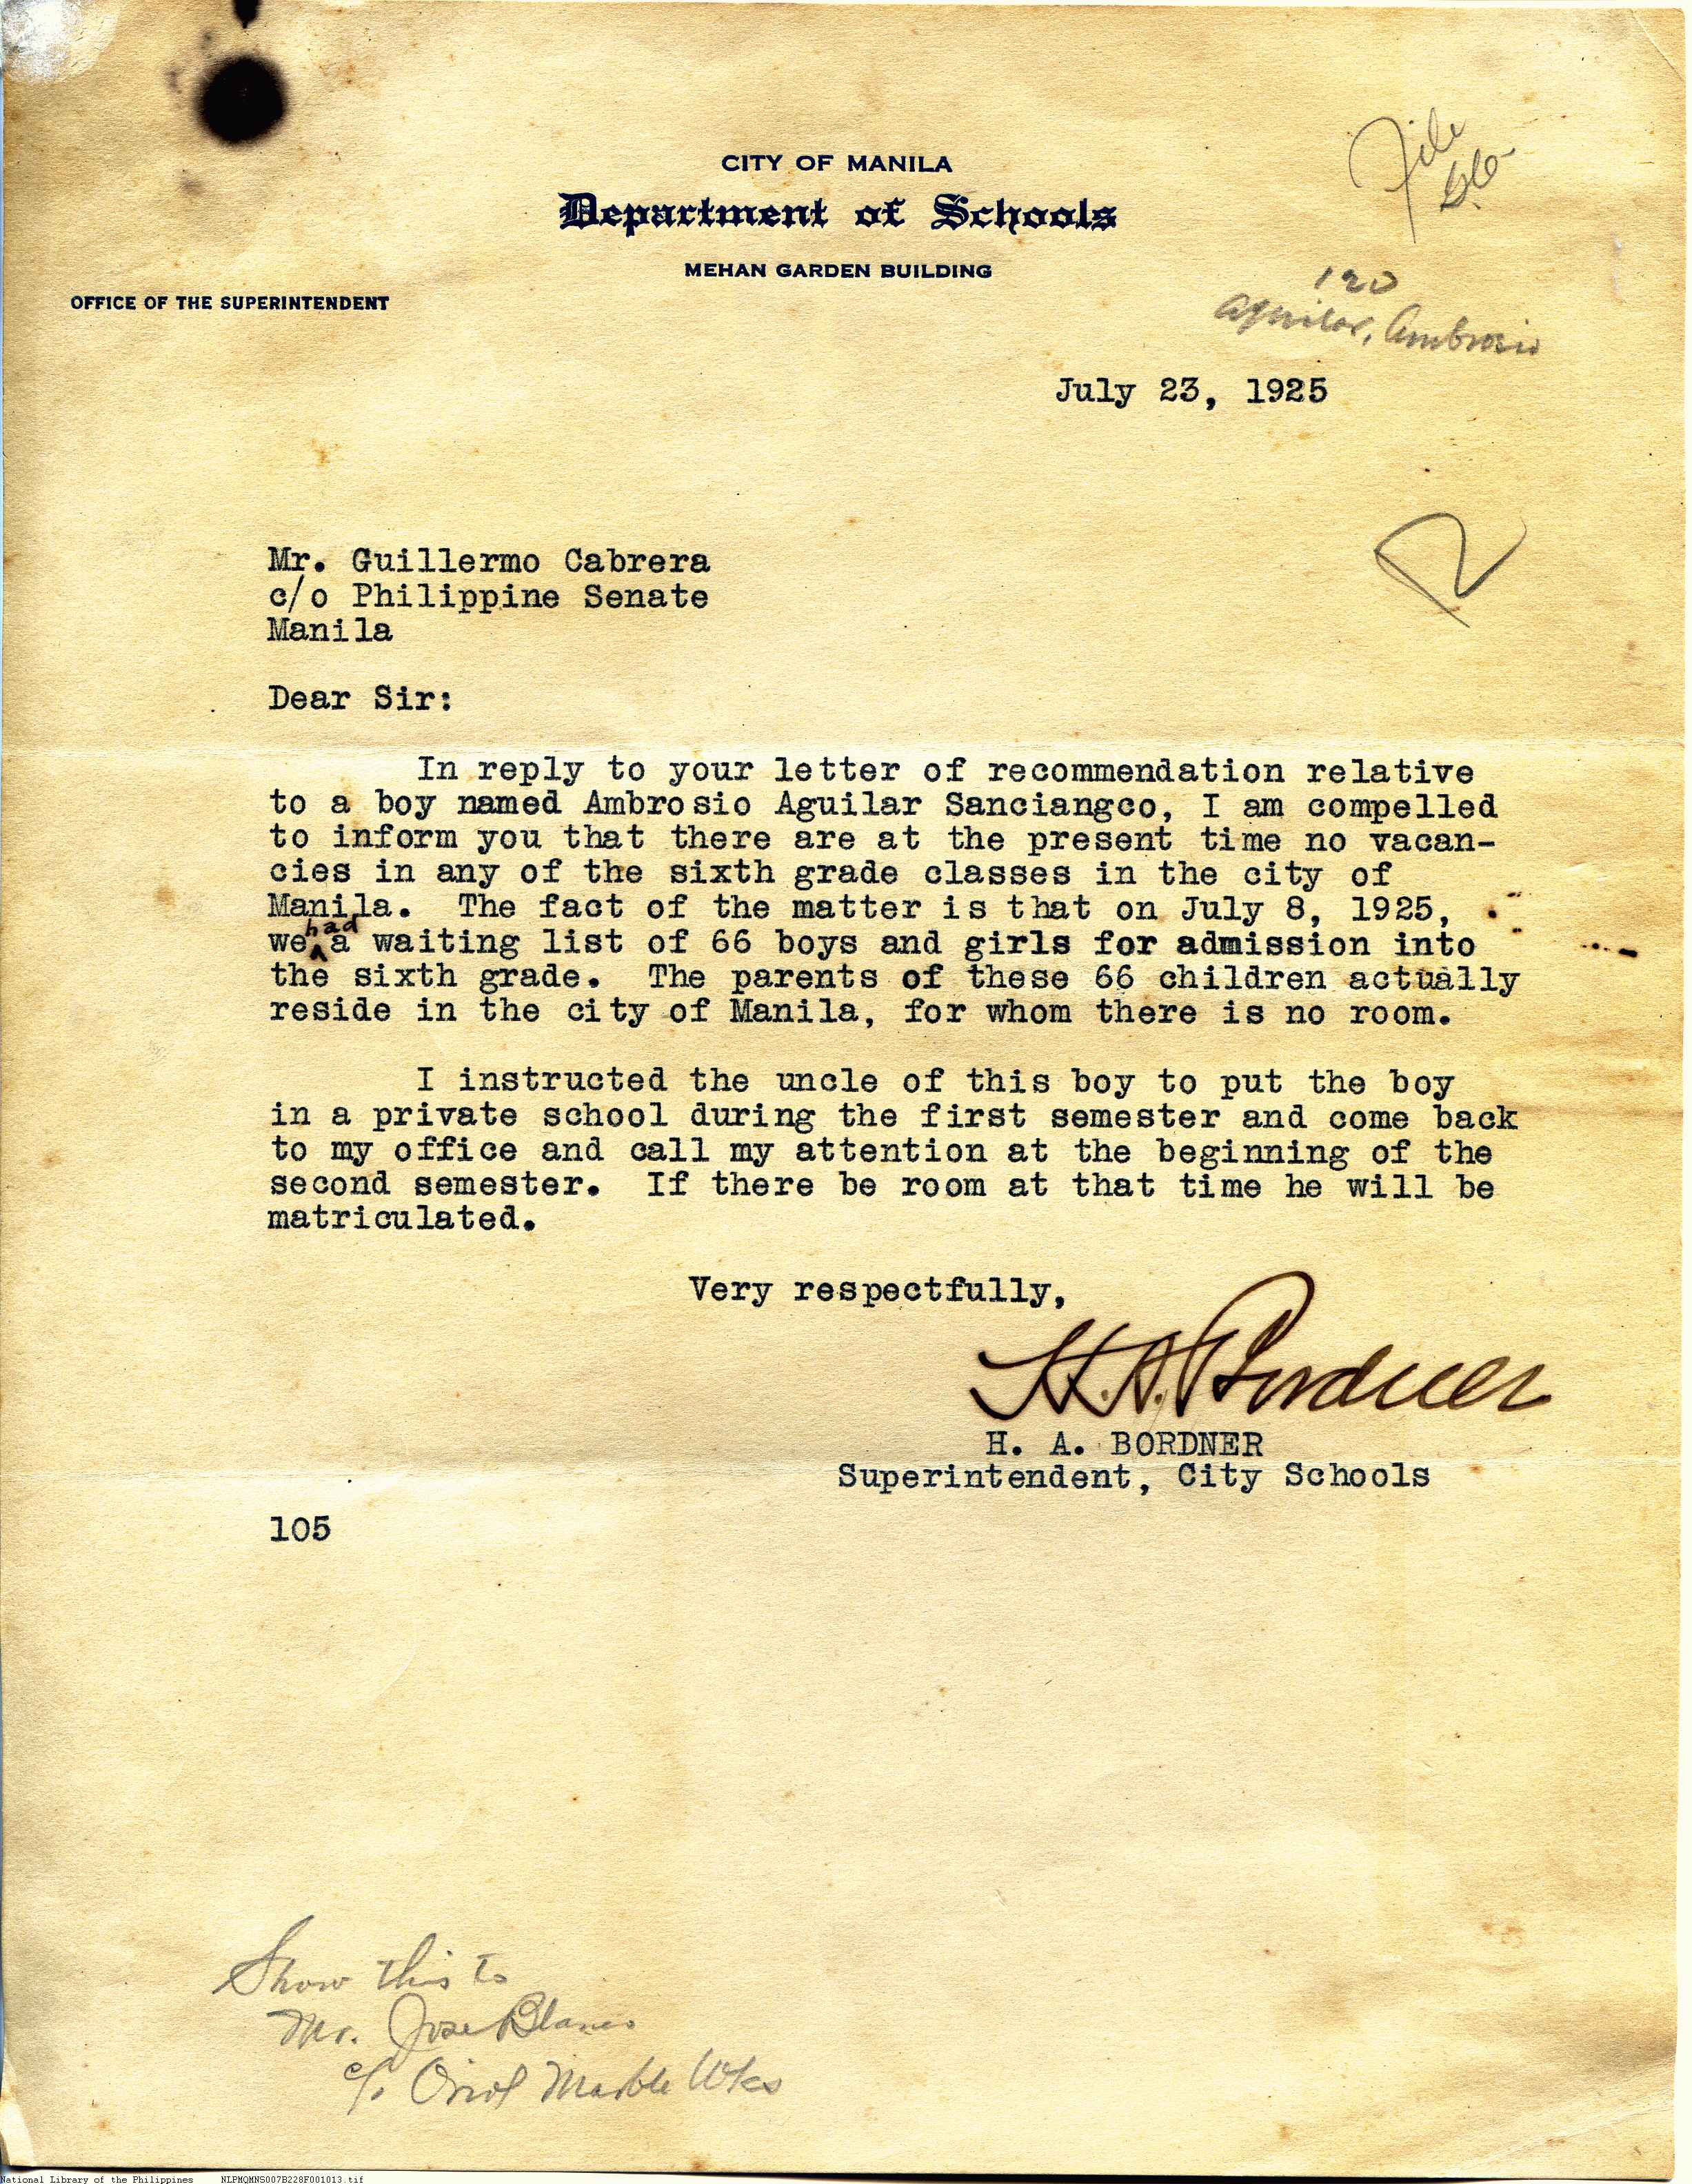 CITY OF MANILA
Department of Schools
MEHAN GARDEN BUILDING
OFFICE OF THE SUPERINTENDENT
File
120
Aguilar, Ambrosio
July 23, 1925
Mr. Guillermo Cabrera
c/o Philippine Senate
Manila
Dear Sir:
In reply to your letter of recommendation relative
to a boy named Ambrosio Aguilar Sanciangco, I am compelled
to inform you that there are at the present time no vacan-
cies in any of the sixth grade classes in the city of
Manila. The fact of the matter is that on July 8, 1925,
we had a waiting list of 66 boys and girls for admission into
the sixth grade. The parents of these 66 children actually
reside in the city of Manila, for whom there is no room.
I instructed the uncle of this boy to put the boy
in a private school during the first semester and come back
to my office and call my attention at the beginning of the
second semester. If there be room at that time he will be
matriculated.
Very respectfully,
H. A. Bordner
H. A. BORDNER
Superintendent, City Schools
105
Show this to
Mr. Jose Blanco
c/o Oriol Marble Wks
National Library of the Philippines NLPMQMNS007B228F001013.tif